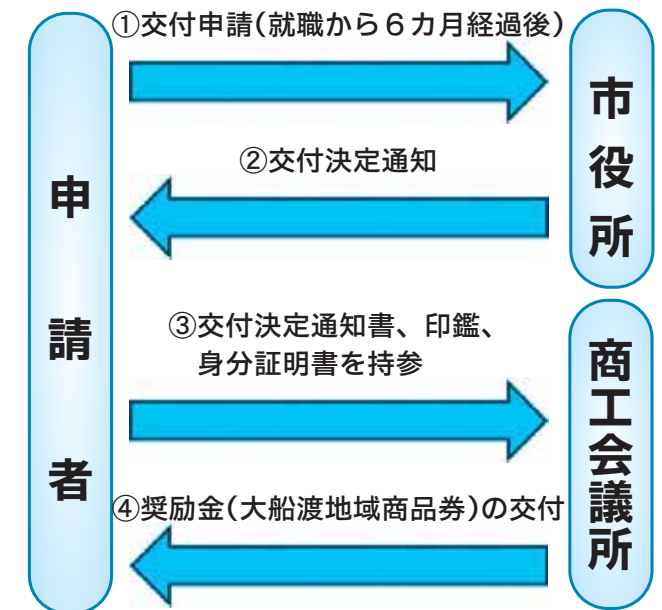 ①交付申請(就職から６カ月経過後)
申請者
市役所
②交付決定通知
③交付決定通知書、印鑑、
身分証明書を持参
商工会議所
④奨励金(大船渡地域商品券)の交付